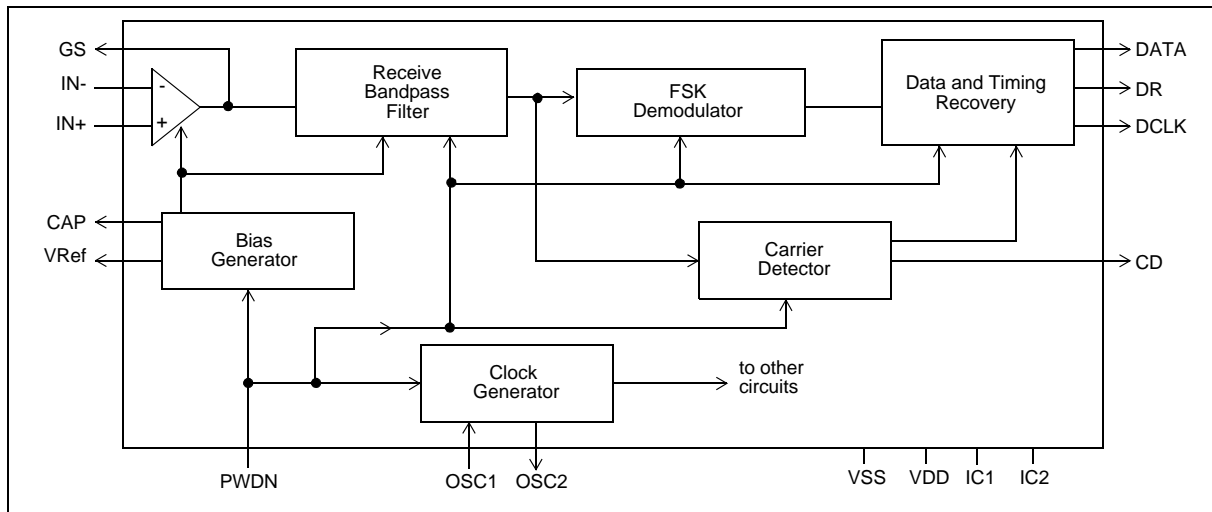 GS
IN-
IN+
-
+
Receive
Bandpass
Filter
FSK
Demodulator
Data and Timing
Recovery
DATA
DR
DCLK
CAP
VRef
Bias
Generator
Carrier
Detector
CD
Clock
Generator
to other
circuits
PWDN
OSC1
OSC2
VSS
VDD
IC1
IC2